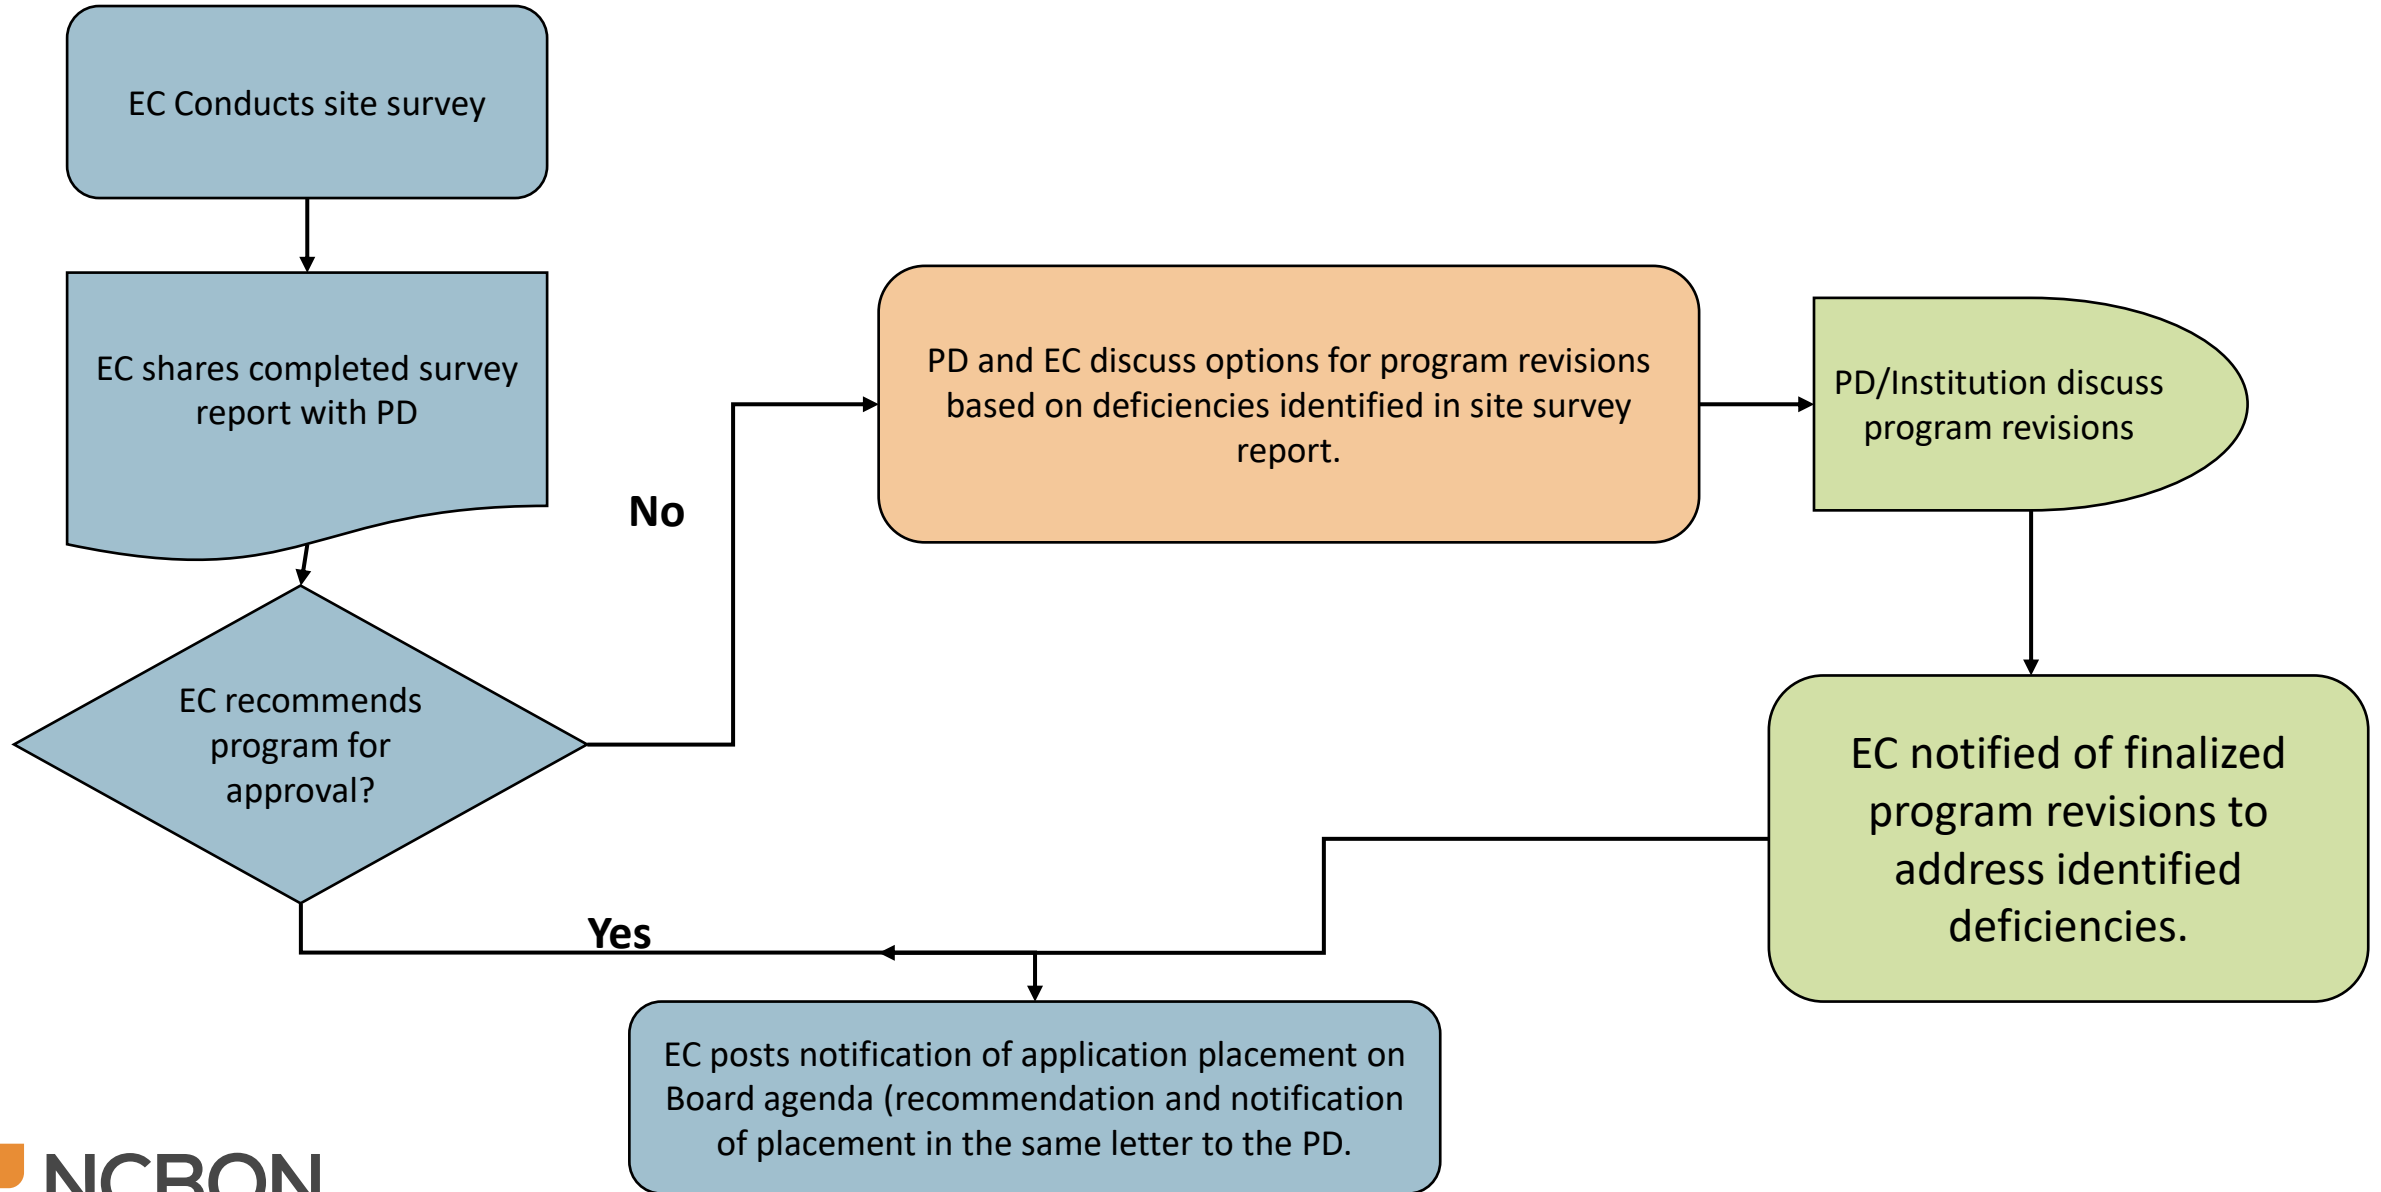 EC Conducts site survey
EC shares completed survey
report with PD
No
PD and EC discuss options for program revisions
based on deficiencies identified in site survey
report.
PD/Institution discuss
program revisions
EC recommends
program for
approval?
EC notified of finalized
program revisions to
address identified
deficiencies.
Yes
EC posts notification of application placement on
Board agenda (recommendation and notification
of placement in the same letter to the PD.
NCBON